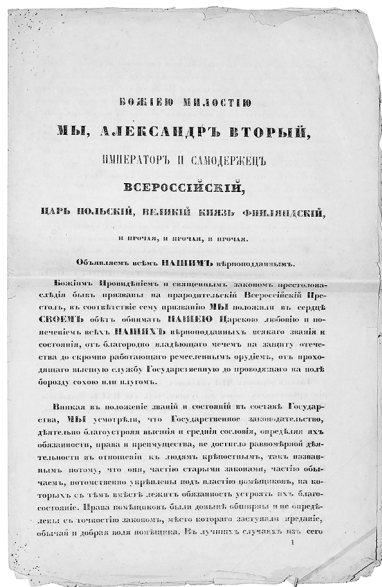 БОЖІЕЮ МИЛОСТІЮ
МЫ, АЛЕКСАНДРЪ ВТОРЫЙ,
ИМПЕРАТОРЪ И САМОДЕРЖЕЦЪ
ВСЕРОССІЙСКІЙ,
ЦАРЬ ПОЛЬСКІЙ, ВЕЛИКІЙ КНЯЗЬ ФИНЛЯНДСКІЙ,
И ПРОЧАЯ, И ПРОЧАЯ, И ПРОЧАЯ.
Объявляемъ всѣмъ НАШИМЪ вѣрноподданнымъ.
Божіимъ Провидѣніемъ и священнымъ закономъ престолона-
слѣдія бывъ призваны на прародительскій Всероссійскій Пре-
столъ, въ соотвѣтствіе сему призванію МЫ положили въ сердцѣ
СВОЕМЪ обѣтъ обнимать НАШЕЮ Царскою любовію и по-
печеніемъ всѣхъ НАШИХЪ вѣрноподданныхъ всякаго званія и
состоянія, отъ благородно владѣющаго мечемъ на защиту отече-
ства до скромно работающаго ремесленнымъ орудіемъ, отъ прохо-
дящаго высшую службу Государственную до проводящаго на полѣ
борозду сохою или плугомъ.
Вникая въ положеніе званій и состояній въ составѣ Государ-
ства, МЫ усмотрѣли, что Государственное законодательство,
дѣятельно благоустрояя высшія и среднія сословія, опредѣляя ихъ
обязанности, права и преимущества, не достигло равномѣрной дѣя-
тельности въ отношеніи къ людямъ крѣпостнымъ, такъ названн-
ымъ потому, что они, частію старыми законами, частію обы-
чаемъ, потомственно укрѣплены подъ властію помѣщиковъ, на ко-
торыхъ съ тѣмъ вмѣстѣ лежитъ обязанность устроять ихъ благо-
состояніе. Права помѣщиковъ были донынѣ обширны и не опредѣ-
лены съ точностію закономъ, мѣсто котораго заступали преданіе,
обычай и добрая воля помѣщика. Въ лучшихъ случаяхъ изъ сего
1